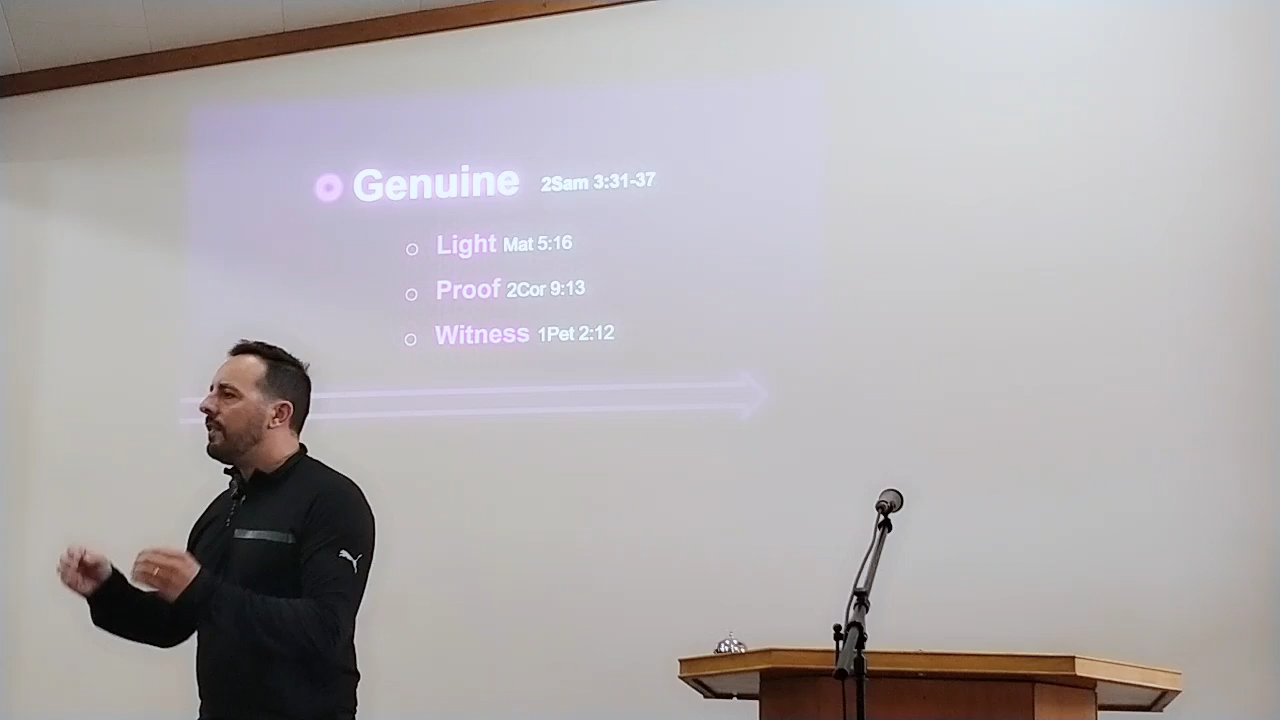 Genuine 2Sam 3:31-37
Light Mat 5:16
Proof 2Cor 9:13
Witness 1Pet 2:12